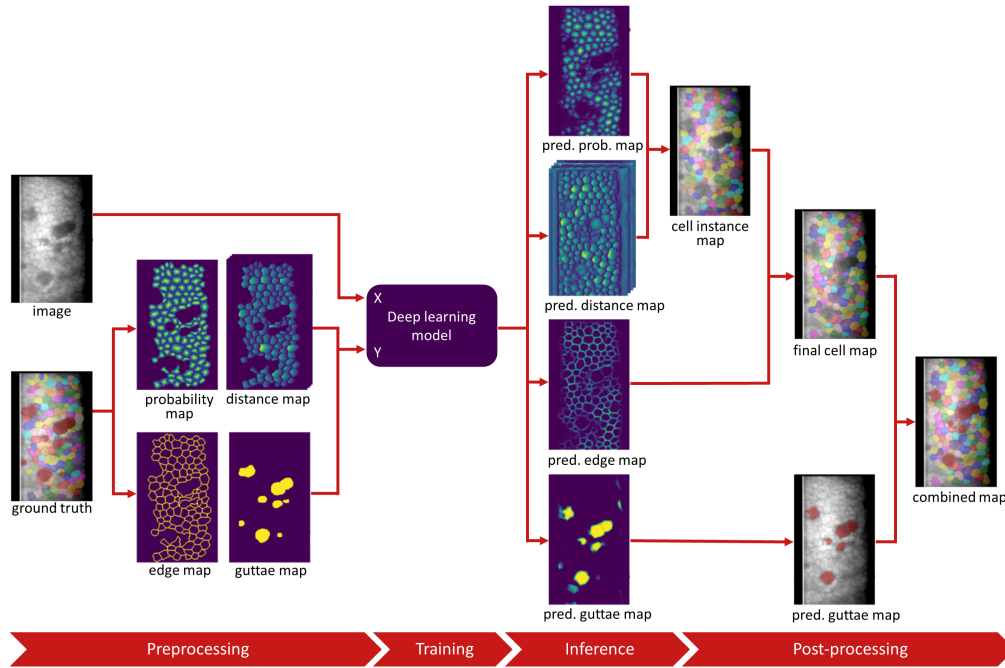 image
ground truth
probability
map
distance map
edge map
guttae map
X
Deep learning
model
Y
pred. prob. map
pred. distance map
pred. edge map
pred. guttae map
cell instance
map
final cell map
pred. guttae map
combined map
Preprocessing
Training
Inference
Post-processing